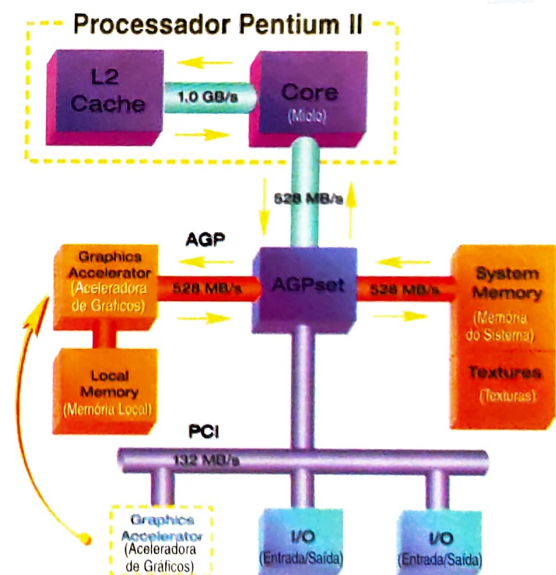 Processador Pentium II
L2
Cache
1.0 GB/s
Core
(Miolo)
528 MB/s
AGP
Graphics
Accelerator
(Aceleradora
de Gráficos)
528 MB/s
AGPset
528 MB/s
System
Memory
(Memória
do Sistema)
Local
Memory
(Memória Local)
Textures
(Texturas)
PCI
132 MB/s
Graphics
Accelerator
(Aceleradora
de Gráficos)
I/O
(Entrada/Saída)
I/O
(Entrada/Saída)